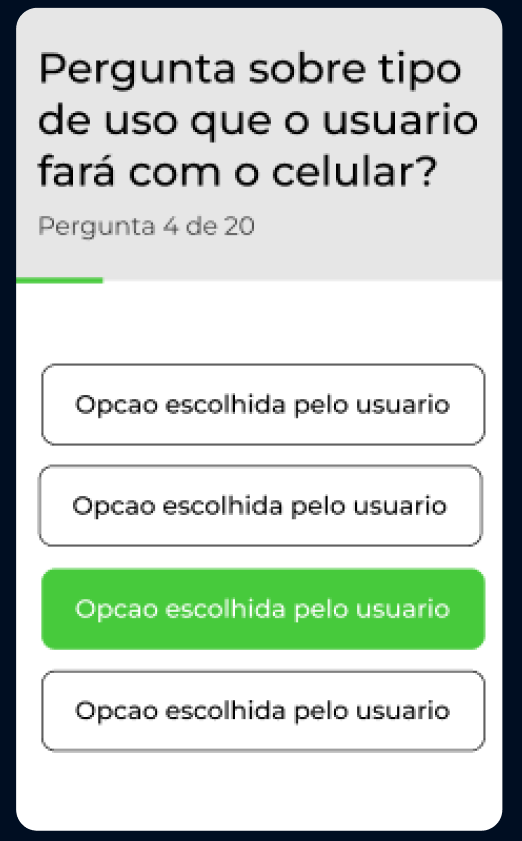 Pergunta sobre tipo
de uso que o usuario
fará com o celular?
Pergunta 4 de 20
Opcao escolhida pelo usuario
Opcao escolhida pelo usuario
Opcao escolhida pelo usuario
Opcao escolhida pelo usuario